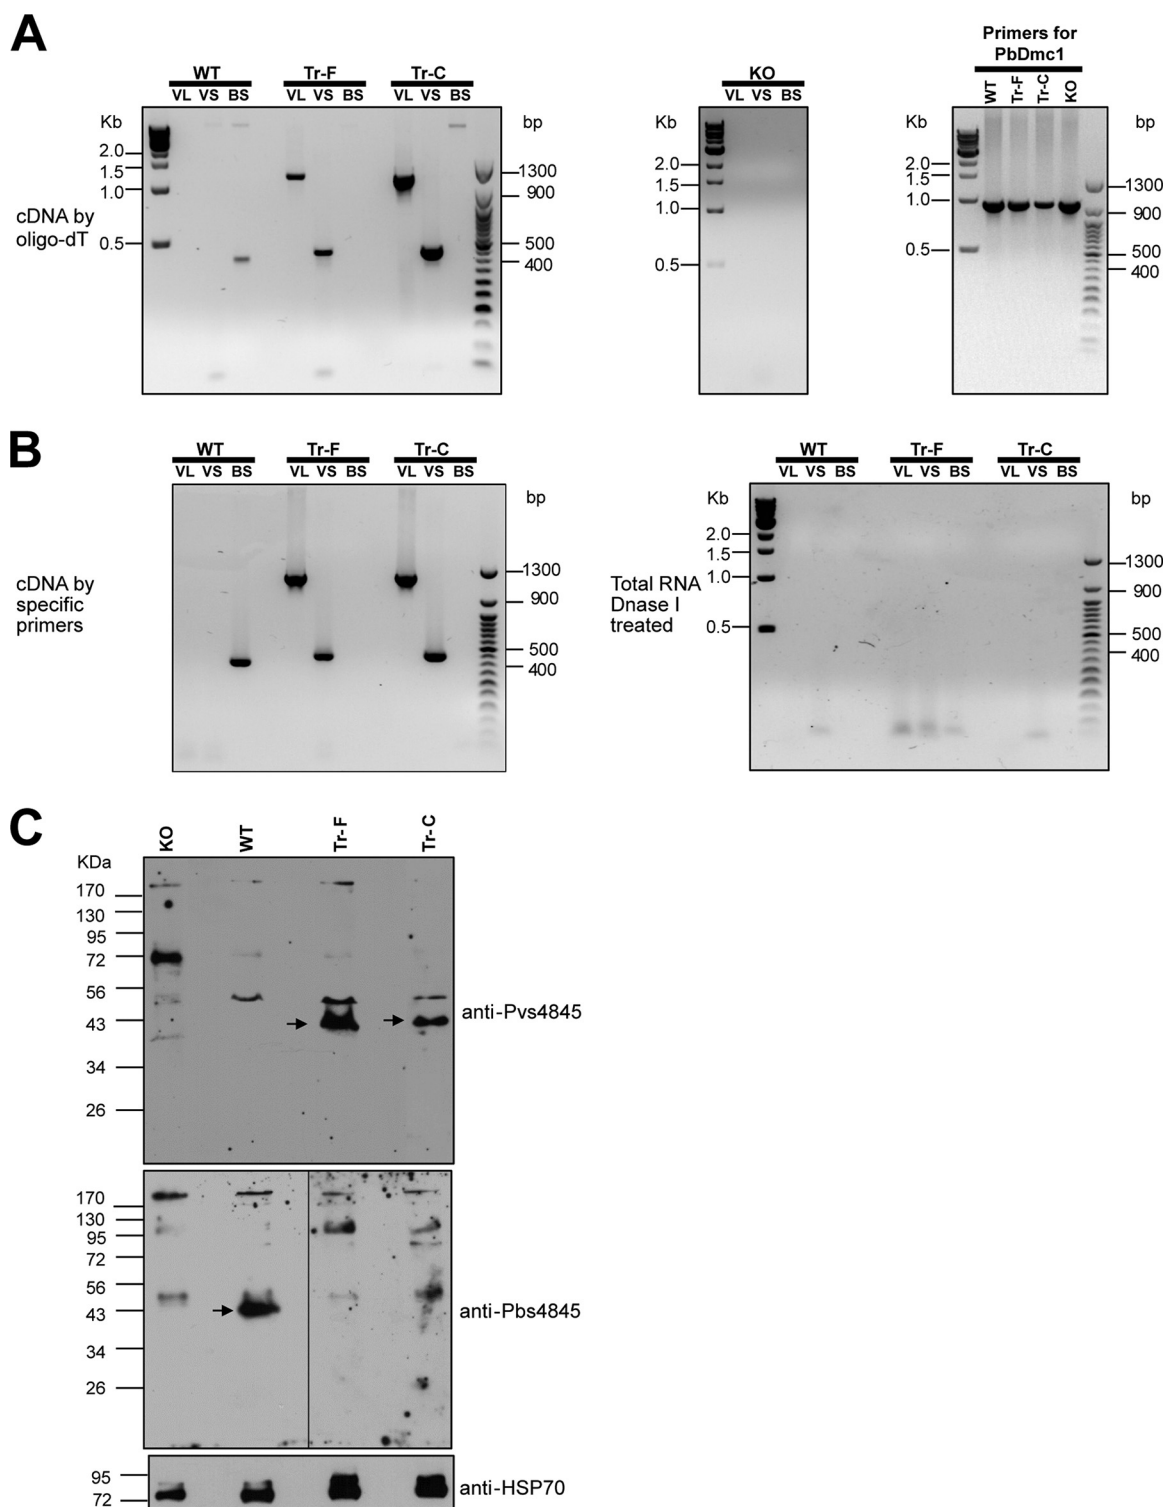 A
WT Tr-F Tr-C
VL VS BS VL VS BS VL VS BS
Kb bp
2.0
1.5
1.0
0.5
1300
900
500
400
cDNA by
oligo-dT
KO
VL VS BS
Kb
2.0
1.5
1.0
0.5
Primers for
PbDmc1
WT Tr-F Tr-C KO
Kb bp
2.0
1.5
1.0
0.5
1300
900
500
400
B
WT Tr-F Tr-C
VL VS BS VL VS BS VL VS BS
bp
1300
900
500
400
cDNA by
specific
primers
WT Tr-F Tr-C
VL VS BS VL VS BS VL VS BS
Kb bp
2.0
1.5
1.0
0.5
1300
900
500
400
Total RNA
Dnase I
treated
C
KO WT Tr-F Tr-C
KDa
170
130
95
72
56
43
34
26
anti-Pvs4845
170
130
95
72
56
43
34
26
anti-Pbs4845
95
72
anti-HSP70